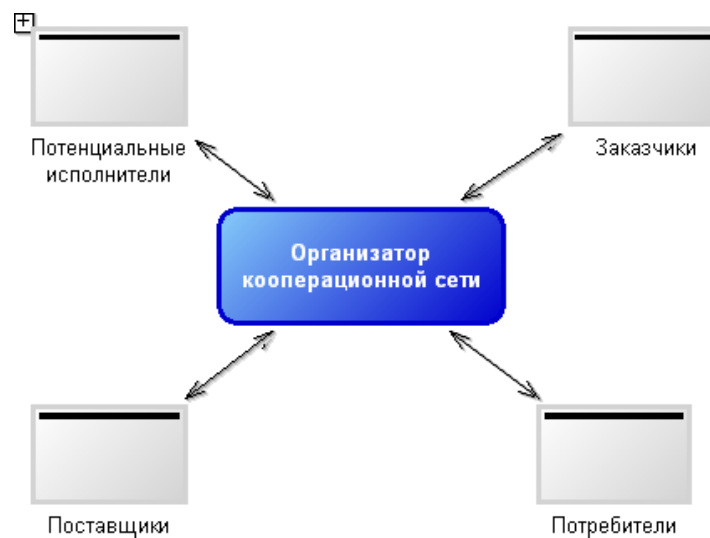 Потенциальные
исполнители
Заказчики
Организатор
кооперационной сети
Поставщики
Потребители